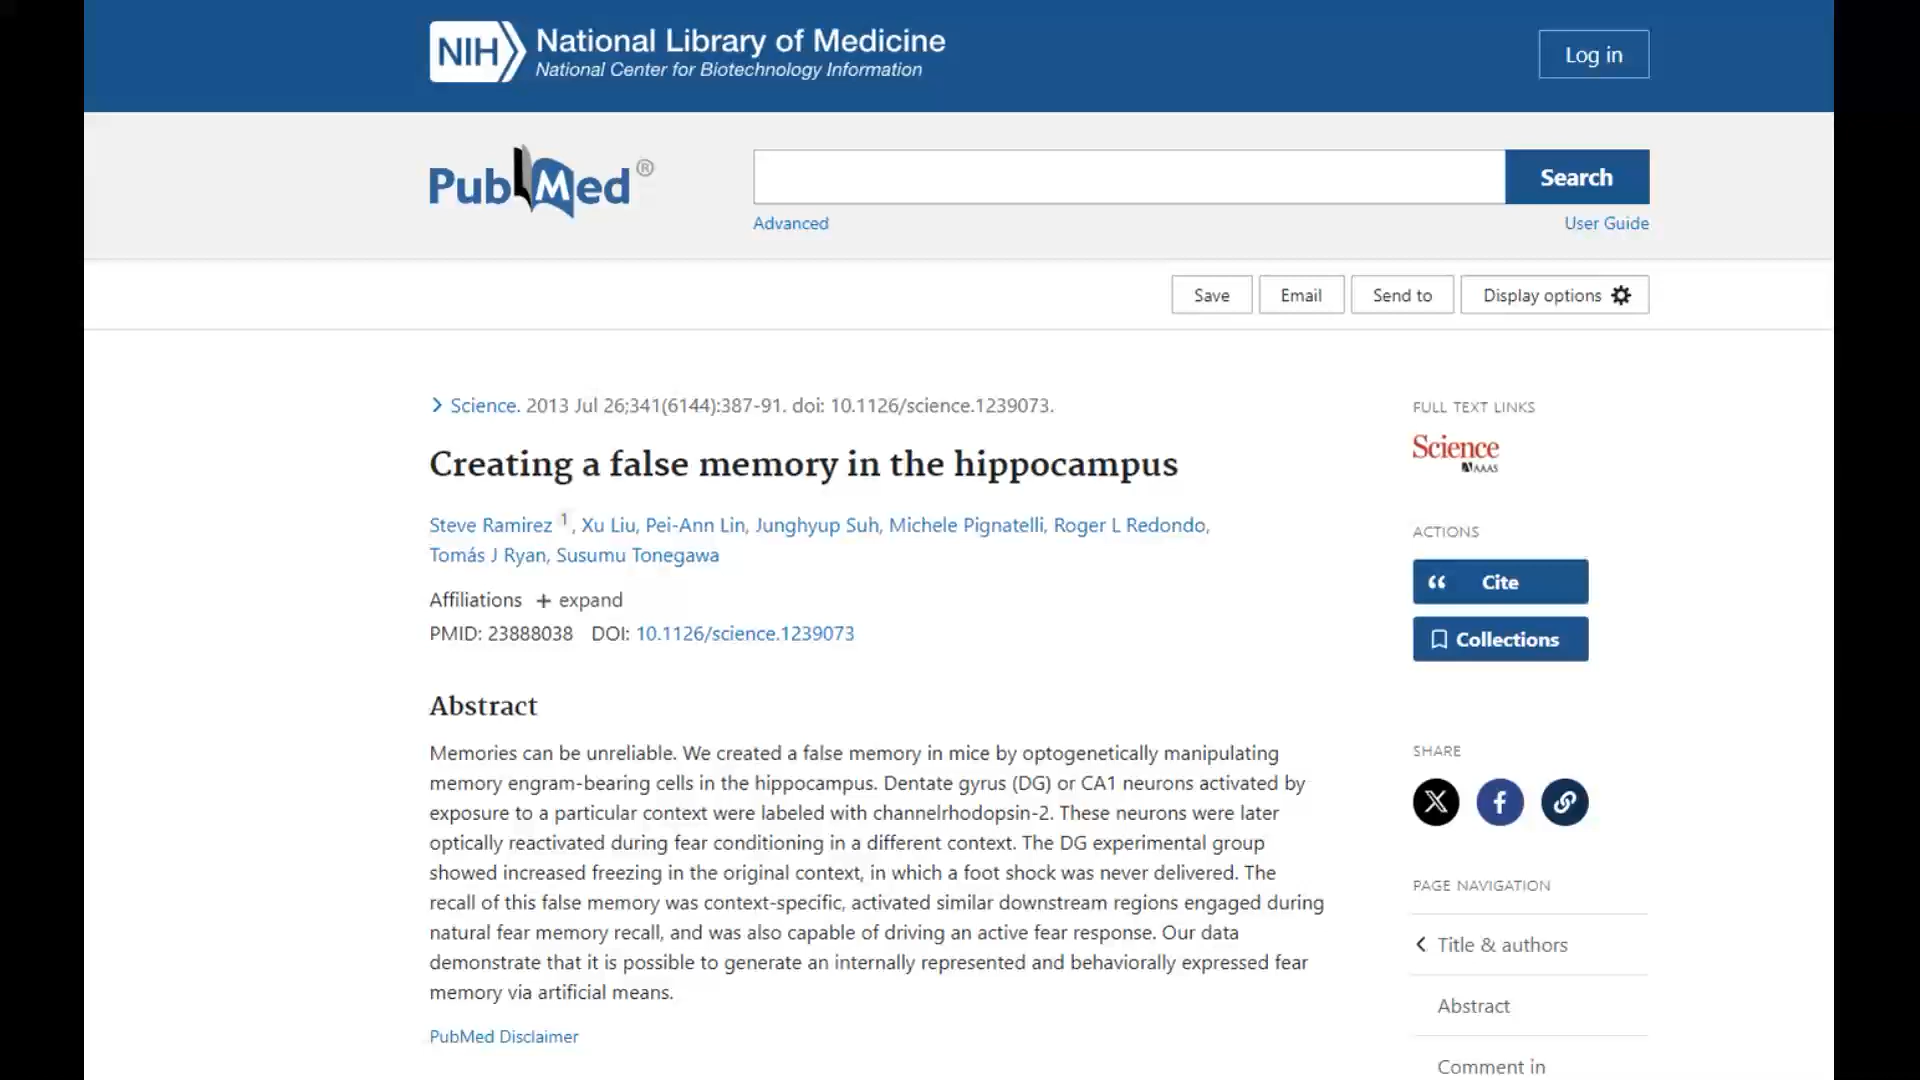 NIH National Library of Medicine
National Center for Biotechnology Information
Log in
PubMed®
Search
Advanced
User Guide
Save
Email
Send to
Display options
Science. 2013 Jul 26;341(6144):387-91. doi: 10.1126/science.1239073.
Creating a false memory in the hippocampus
Steve Ramirez 1, Xu Liu, Pei-Ann Lin, Junghyup Suh, Michele Pignatelli, Roger L Redondo,
Tomás J Ryan, Susumu Tonegawa
Affiliations + expand
PMID: 23888038 DOI: 10.1126/science.1239073
Abstract
Memories can be unreliable. We created a false memory in mice by optogenetically manipulating
memory engram-bearing cells in the hippocampus. Dentate gyrus (DG) or CA1 neurons activated by
exposure to a particular context were labeled with channelrhodopsin-2. These neurons were later
optically reactivated during fear conditioning in a different context. The DG experimental group
showed increased freezing in the original context, in which a foot shock was never delivered. The
recall of this false memory was context-specific, activated similar downstream regions engaged during
natural fear memory recall, and was also capable of driving an active fear response. Our data
demonstrate that it is possible to generate an internally represented and behaviorally expressed fear
memory via artificial means.
PubMed Disclaimer
FULL TEXT LINKS
Science
AAAS
ACTIONS
Cite
Collections
SHARE
PAGE NAVIGATION
Title & authors
Abstract
Comment in